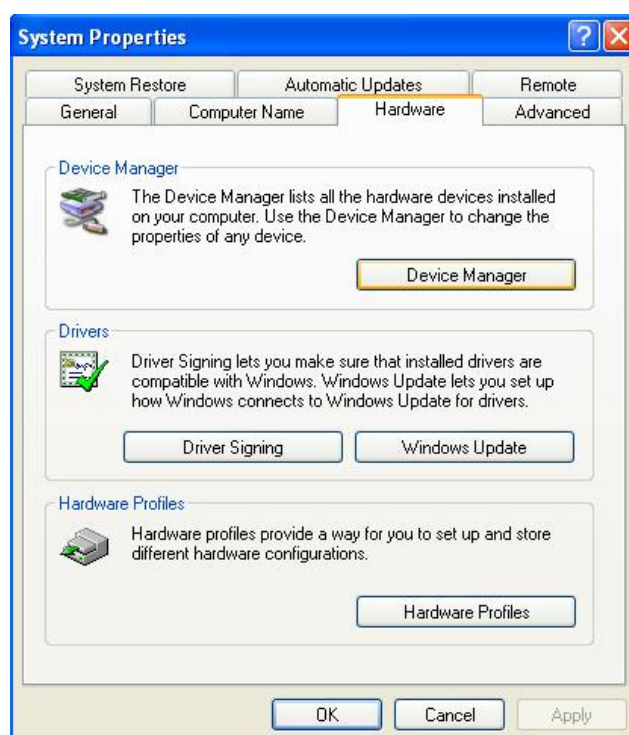 System Properties
System Restore Automatic Updates Remote
General Computer Name Hardware Advanced
Device Manager
The Device Manager lists all the hardware devices installed
on your computer. Use the Device Manager to change the
properties of any device.
Device Manager
Drivers
Driver Signing lets you make sure that installed drivers are
compatible with Windows. Windows Update lets you set up
how Windows connects to Windows Update for drivers.
Driver Signing Windows Update
Hardware Profiles
Hardware profiles provide a way for you to set up and store
different hardware configurations.
Hardware Profiles
OK Cancel Apply